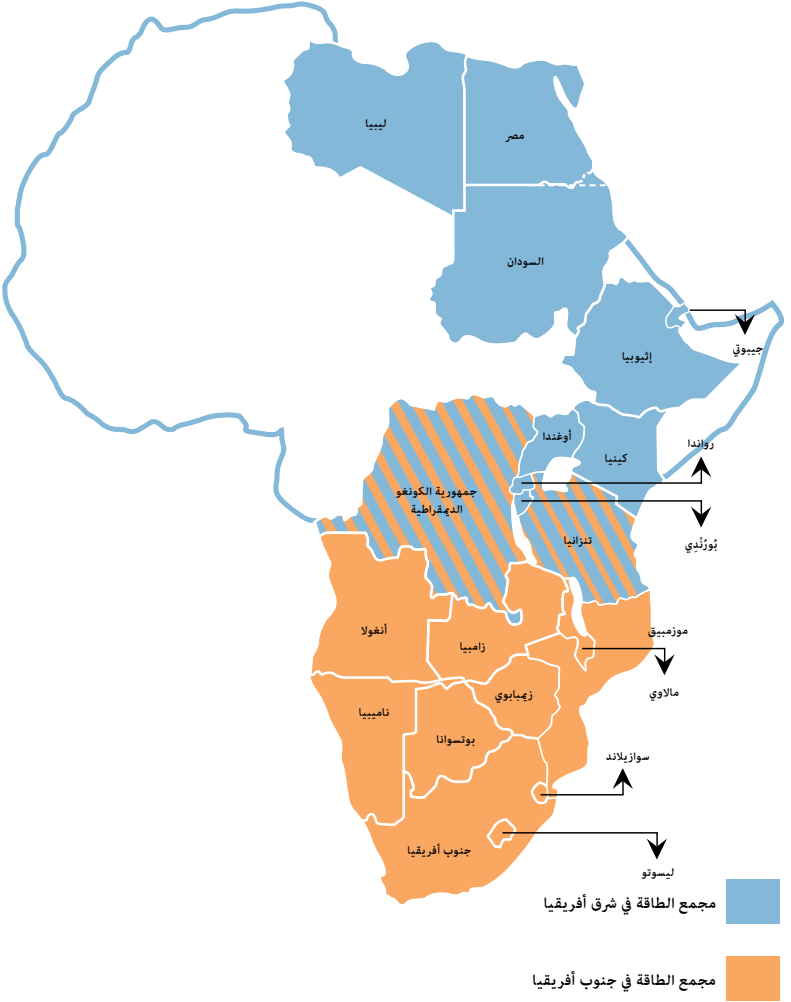 ليبيا
مصر
السودان
جيبوتي
إثيوبيا
أوغندا
رواندا
كينيا
جمهورية الكونغو
الديمقراطية
تنزانيا
بُورُنْدِي
أنغولا
موزمبيق
زامبيا
مالاوي
زيمبابوي
ناميبيا
بوتسوانا
سوازيلاند
جنوب أفريقيا
ليسوتو
مجمع الطاقة في شرق أفريقيا
مجمع الطاقة في جنوب أفريقيا